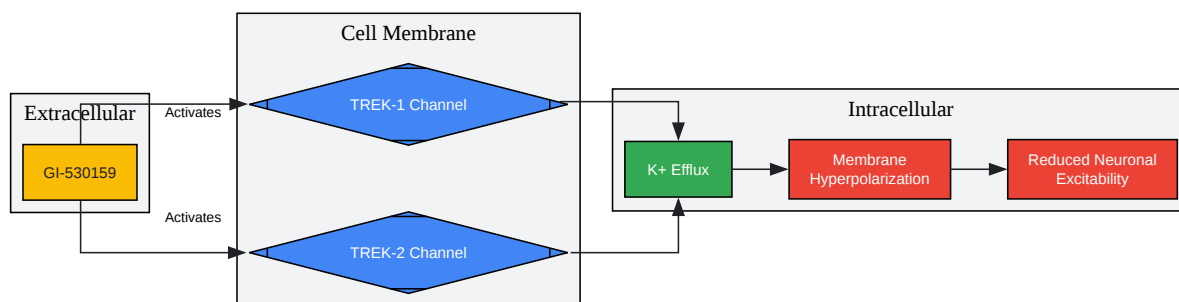 Cell Membrane
Extracellular
Activates
TREK-1 Channel
Intracellular
GI-530159
K+ Efflux
Membrane
Hyperpolarization
Reduced Neuronal
Excitability
Activates
TREK-2 Channel